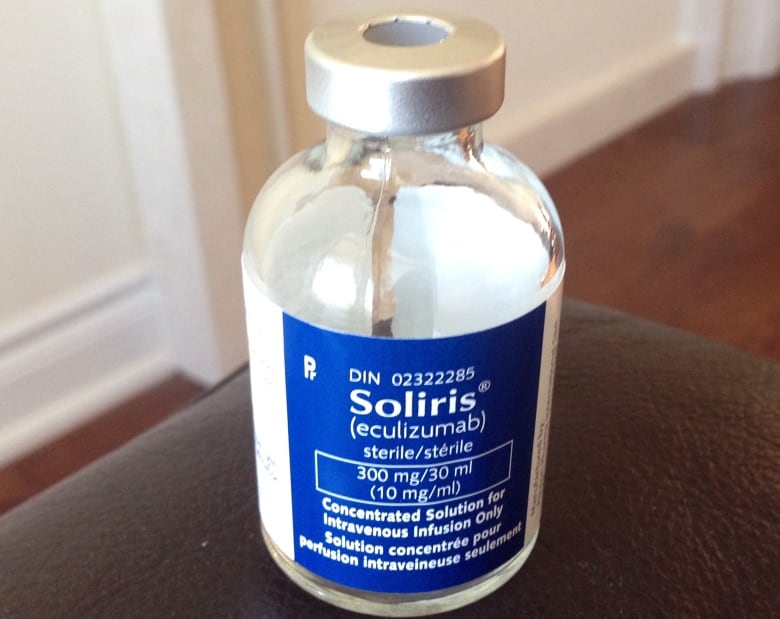 Pr
DIN 02322285
Soliris®
(eculizumab)
sterile/stérile
300 mg/30 ml
(10 mg/ml)
Concentrated Solution for
Intravenous Infusion Only
Solution concentrée pour
perfusion intraveineuse seulement